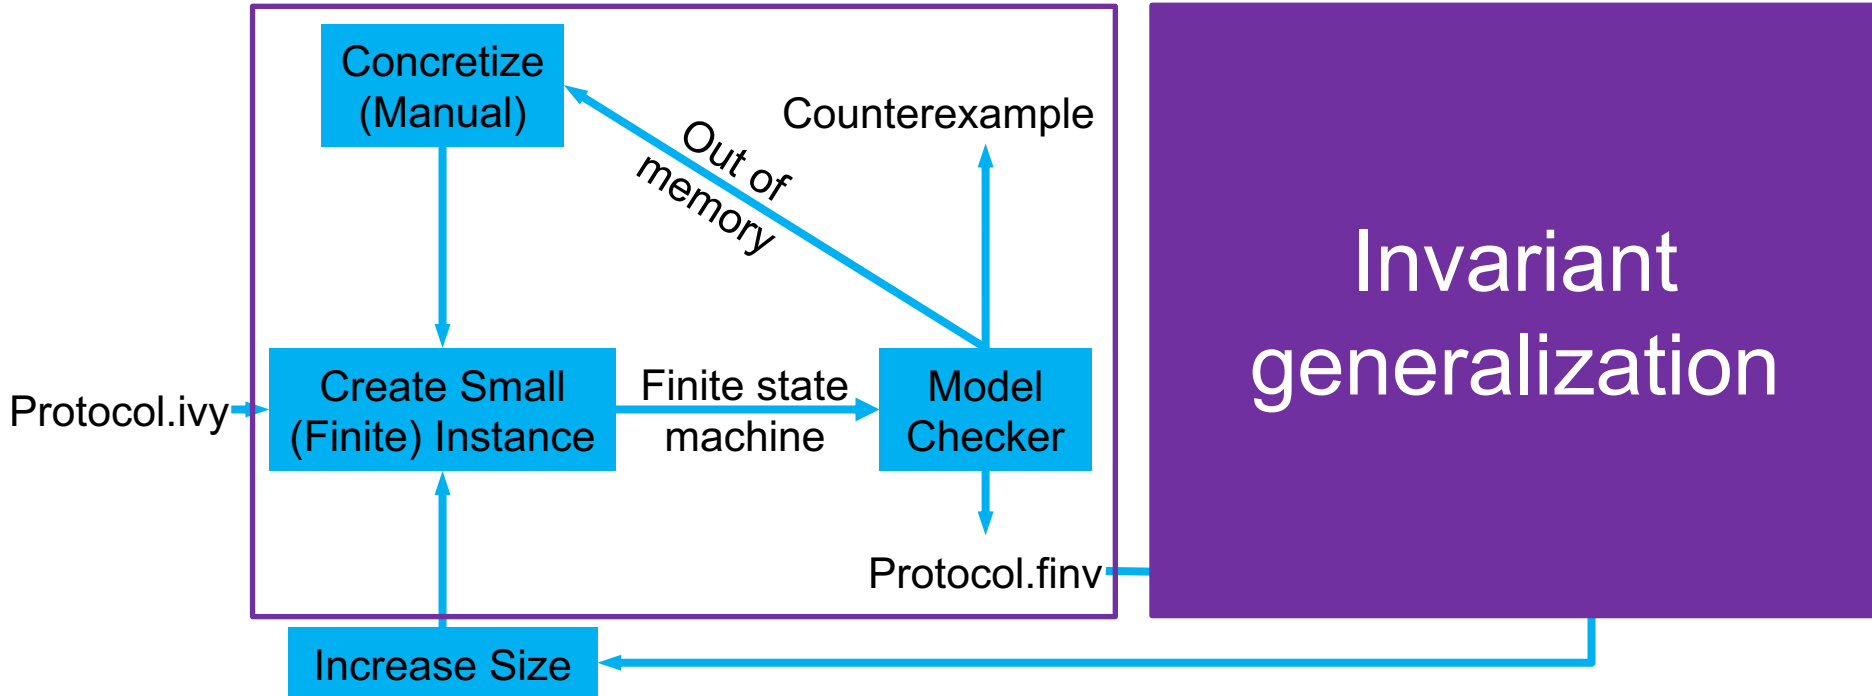 Concretize
(Manual)
Counterexample
Out of
memory
Invariant
generalization
Protocol.ivy
Create Small
(Finite) Instance
Finite state
machine
Model
Checker
Protocol.finv
Increase Size